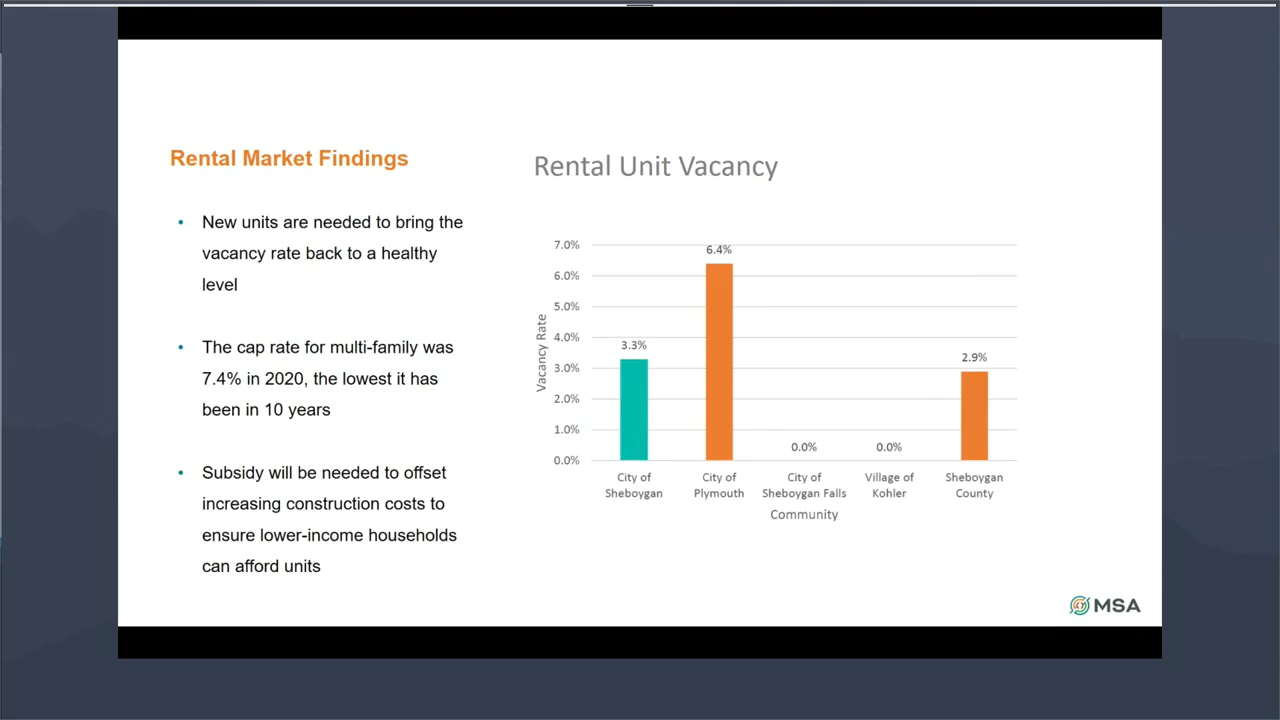 Rental Market Findings
• New units are needed to bring the
vacancy rate back to a healthy
level
• The cap rate for multi-family was
7.4% in 2020, the lowest it has
been in 10 years
• Subsidy will be needed to offset
increasing construction costs to
ensure lower-income households
can afford units
Rental Unit Vacancy
Vacancy Rate
7.0%
6.0%
5.0%
4.0%
3.0%
2.0%
1.0%
0.0%
3.3%
6.4%
0.0%
0.0%
2.9%
City of
Sheboygan
City of
Plymouth
City of
Sheboygan Falls
Village of
Kohler
Sheboygan
County
Community
MSA